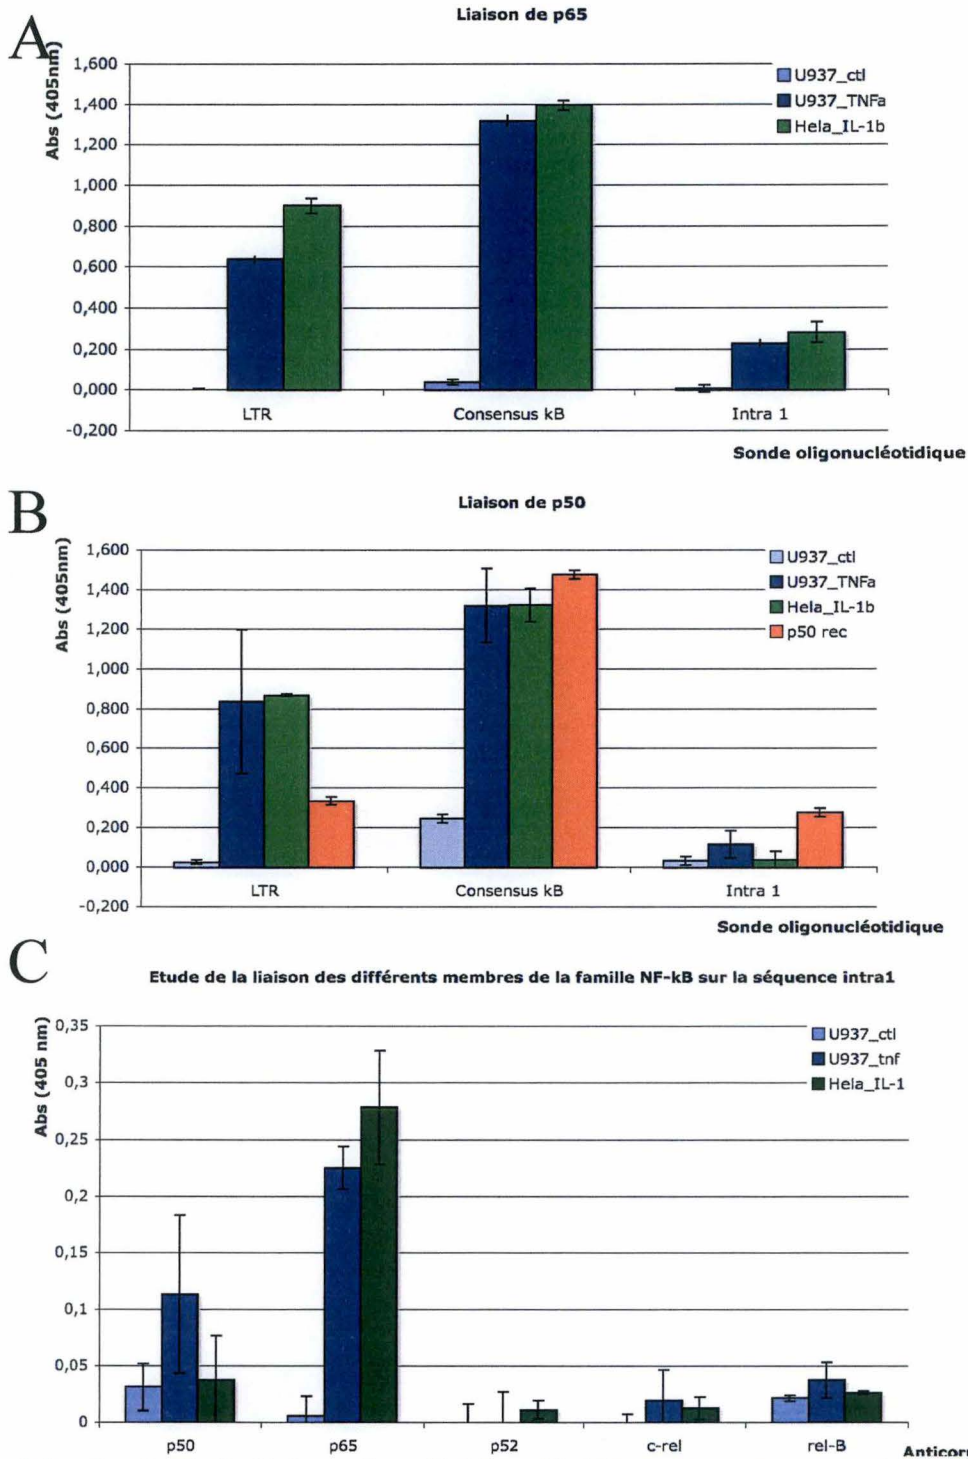 A
Liaison de p65
Abs (405nm)
1,600
1,400
1,200
1,000
0,800
0,600
0,400
0,200
0,000
-0,200
U937_ctl
U937_TNFa
Hela_IL-1b
LTR
Consensus kB
Intra 1
Sonde oligonucléotidique
B
Liaison de p50
Abs (405nm)
1,600
1,400
1,200
1,000
0,800
0,600
0,400
0,200
0,000
-0,200
U937_ctl
U937_TNFa
Hela_IL-1b
p50 rec
LTR
Consensus kB
Intra 1
Sonde oligonucléotidique
C
Etude de la liaison des différents membres de la famille NF-kB sur la séquence intra1
Abs (405 nm)
0,35
0,3
0,25
0,2
0,15
0,1
0,05
0
U937_ctl
U937_tnf
Hela_IL-1
p50
p65
p52
c-rel
rel-B